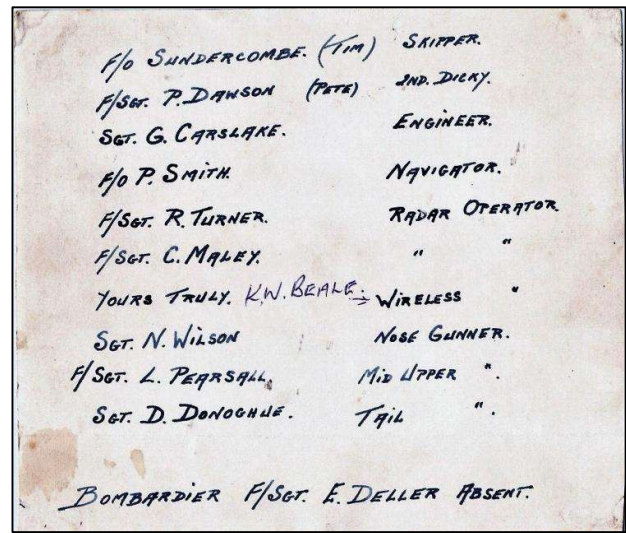 F/O SUNDERCOMBE. (TIM) SKIPPER.
F/SGT. P. DAWSON (PETE) 2ND. DICKY.
SGT. G. CARSLAKE. ENGINEER.
F/O P. SMITH. NAVIGATOR.
F/SGT. R. TURNER. RADAR OPERATOR
F/SGT. C. MALEY. " "
YOURS TRULY. K.W. BEALE. → WIRELESS "
SGT. N. WILSON NOSE GUNNER.
F/SGT. L. PEARSALL, MID UPPER ".
SGT. D. DONOGHUE. TAIL ".
BOMBARDIER F/SGT. E. DELLER ABSENT.